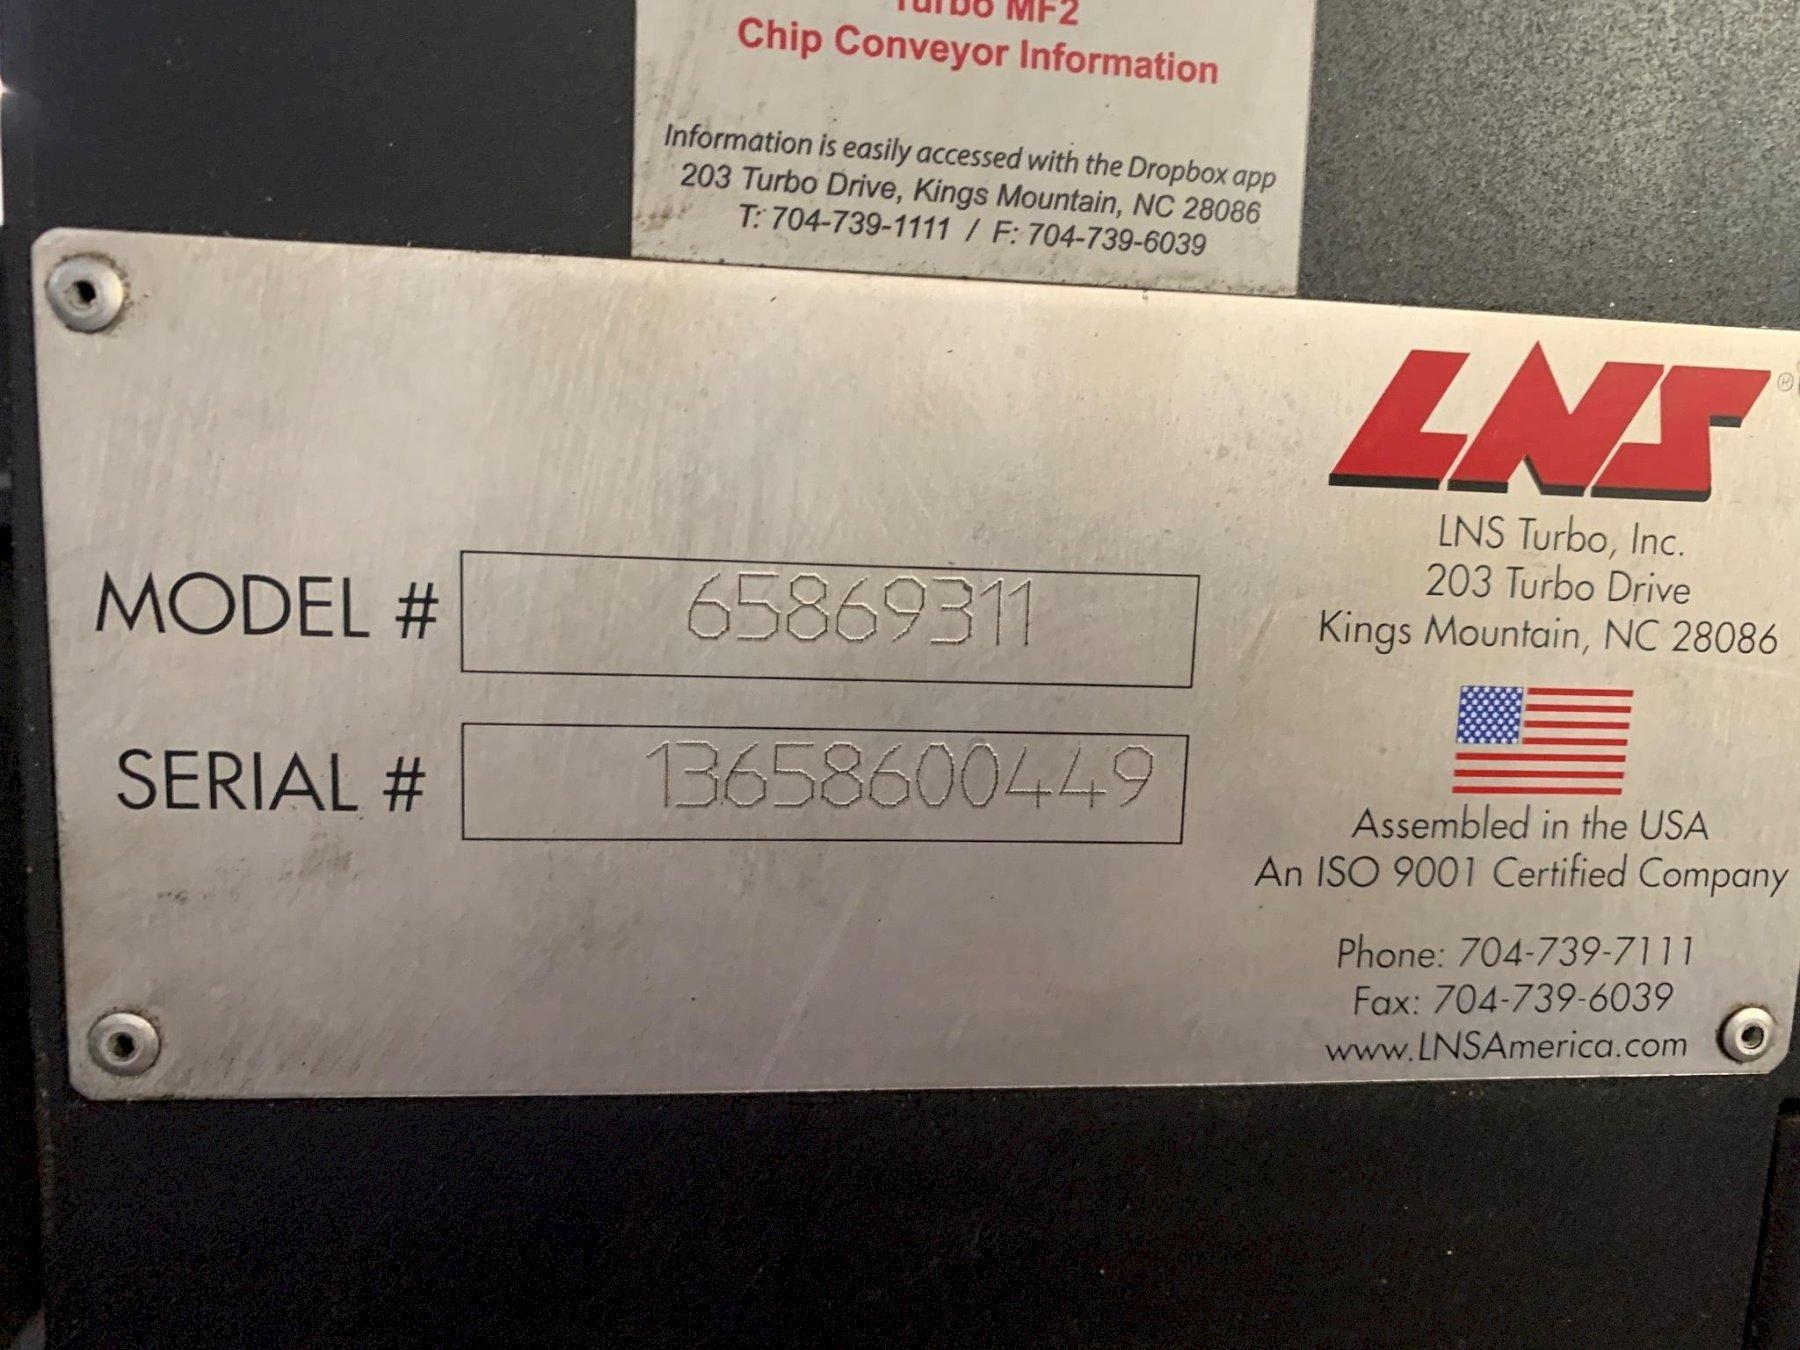 Turbo MF2
Chip Conveyor Information
Information is easily accessed with the Dropbox app
203 Turbo Drive, Kings Mountain, NC 28086
T: 704-739-1111 / F: 704-739-6039
LNS®
LNS Turbo, Inc.
203 Turbo Drive
Kings Mountain, NC 28086
MODEL # 65869311
SERIAL # 13658600449
Assembled in the USA
An ISO 9001 Certified Company
Phone: 704-739-7111
Fax: 704-739-6039
www.LNSAmerica.com